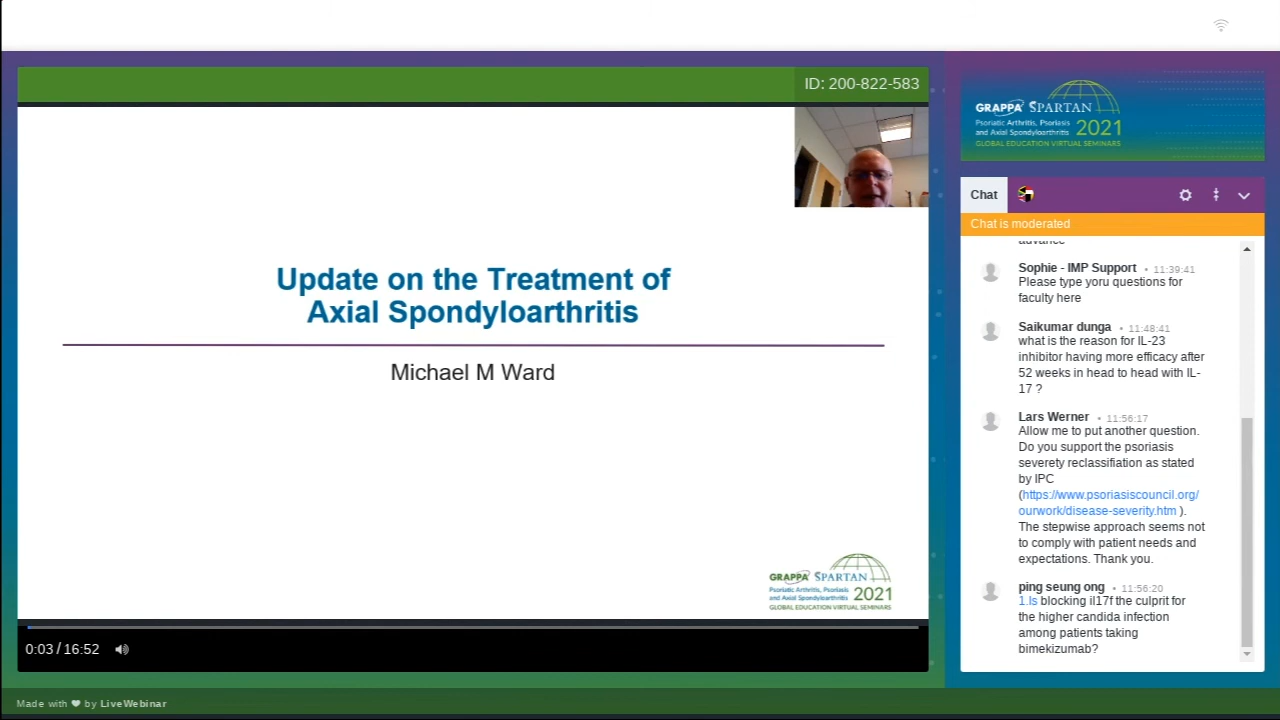 ID: 200-822-583
Update on the Treatment of
Axial Spondyloarthritis
Michael M Ward
GRAPPA SPARTAN
Psoriatic Arthritis, Psoriasis
and Axial Spondyloarthritis 2021
GLOBAL EDUCATION VIRTUAL SEMINARS
0:03 / 16:52
GRAPPA SPARTAN
Psoriatic Arthritis, Psoriasis
and Axial Spondyloarthritis 2021
GLOBAL EDUCATION VIRTUAL SEMINARS
Chat
Chat is moderated
advance
Sophie - IMP Support • 11:39:41
Please type yoru questions for
faculty here
Saikumar dunga • 11:48:41
what is the reason for IL-23
inhibitor having more efficacy after
52 weeks in head to head with IL-
17 ?
Lars Werner • 11:56:17
Allow me to put another question.
Do you support the psoriasis
severety reclassifiation as stated
by IPC
(https://www.psoriasiscouncil.org/
ourwork/disease-severity.htm ).
The stepwise approach seems not
to comply with patient needs and
expectations. Thank you.
ping seung ong • 11:56:20
1.Is blocking il17f the culprit for
the higher candida infection
among patients taking
bimekizumab?
Made with ❤ by LiveWebinar